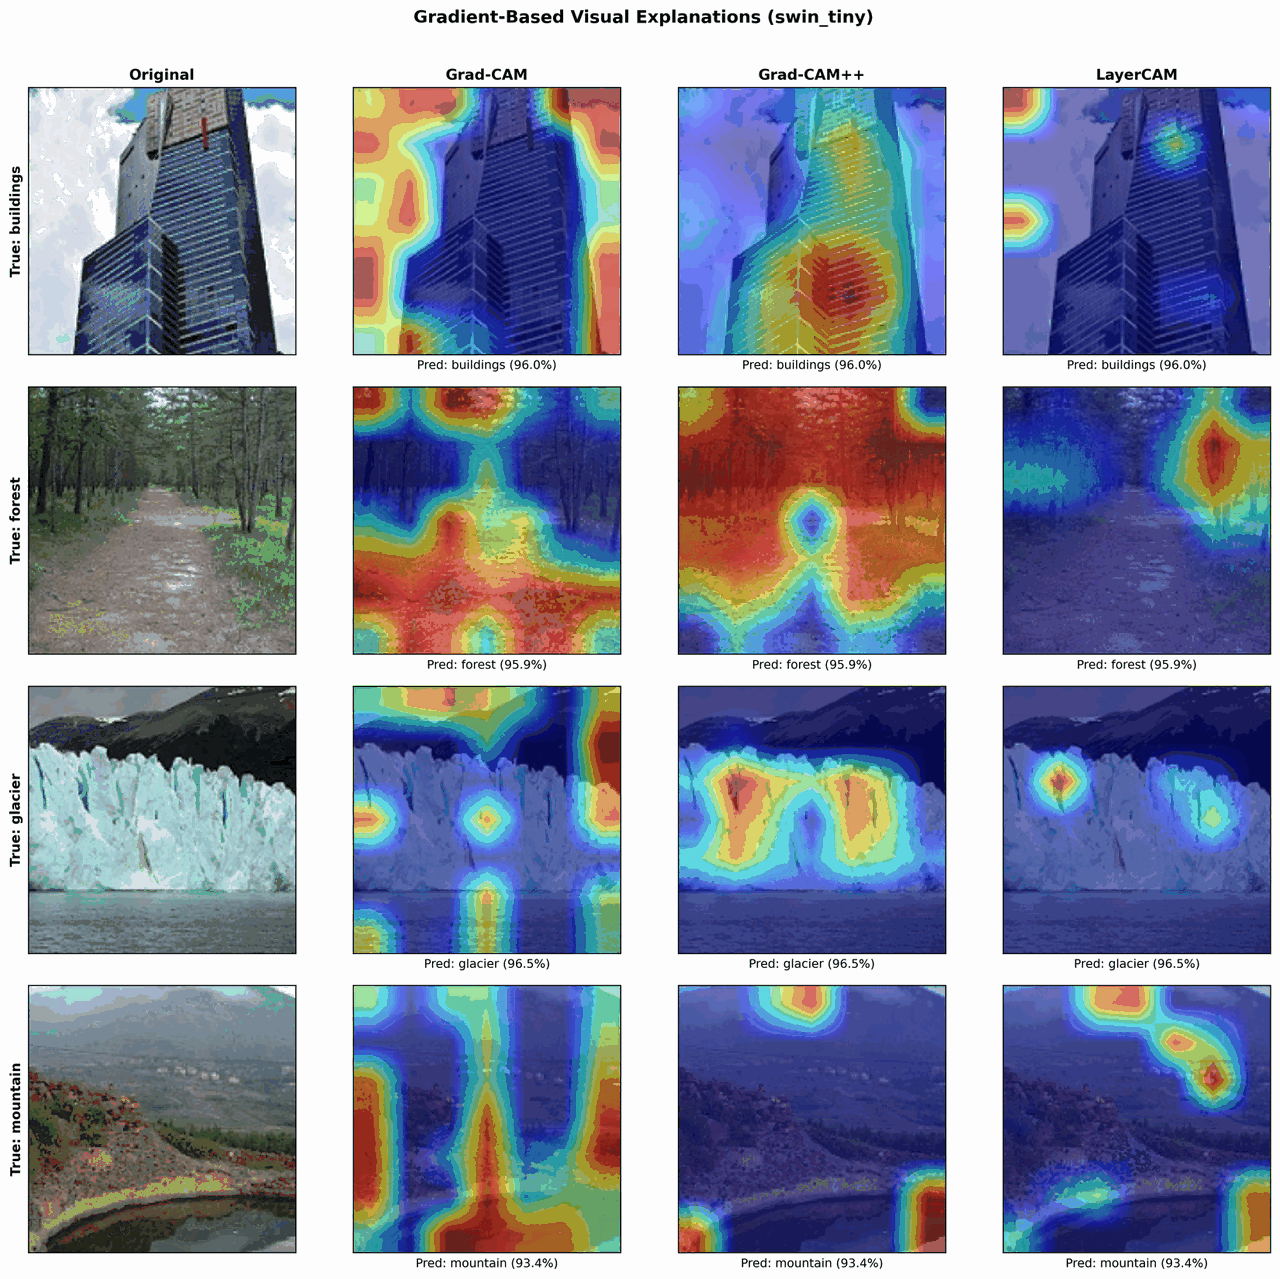 Gradient-Based Visual Explanations (swin_tiny)
Original
Grad-CAM
Grad-CAM++
LayerCAM
True: buildings
Pred: buildings (96.0%)
Pred: buildings (96.0%)
Pred: buildings (96.0%)
True: forest
Pred: forest (95.9%)
Pred: forest (95.9%)
Pred: forest (95.9%)
True: glacier
Pred: glacier (96.5%)
Pred: glacier (96.5%)
Pred: glacier (96.5%)
True: mountain
Pred: mountain (93.4%)
Pred: mountain (93.4%)
Pred: mountain (93.4%)